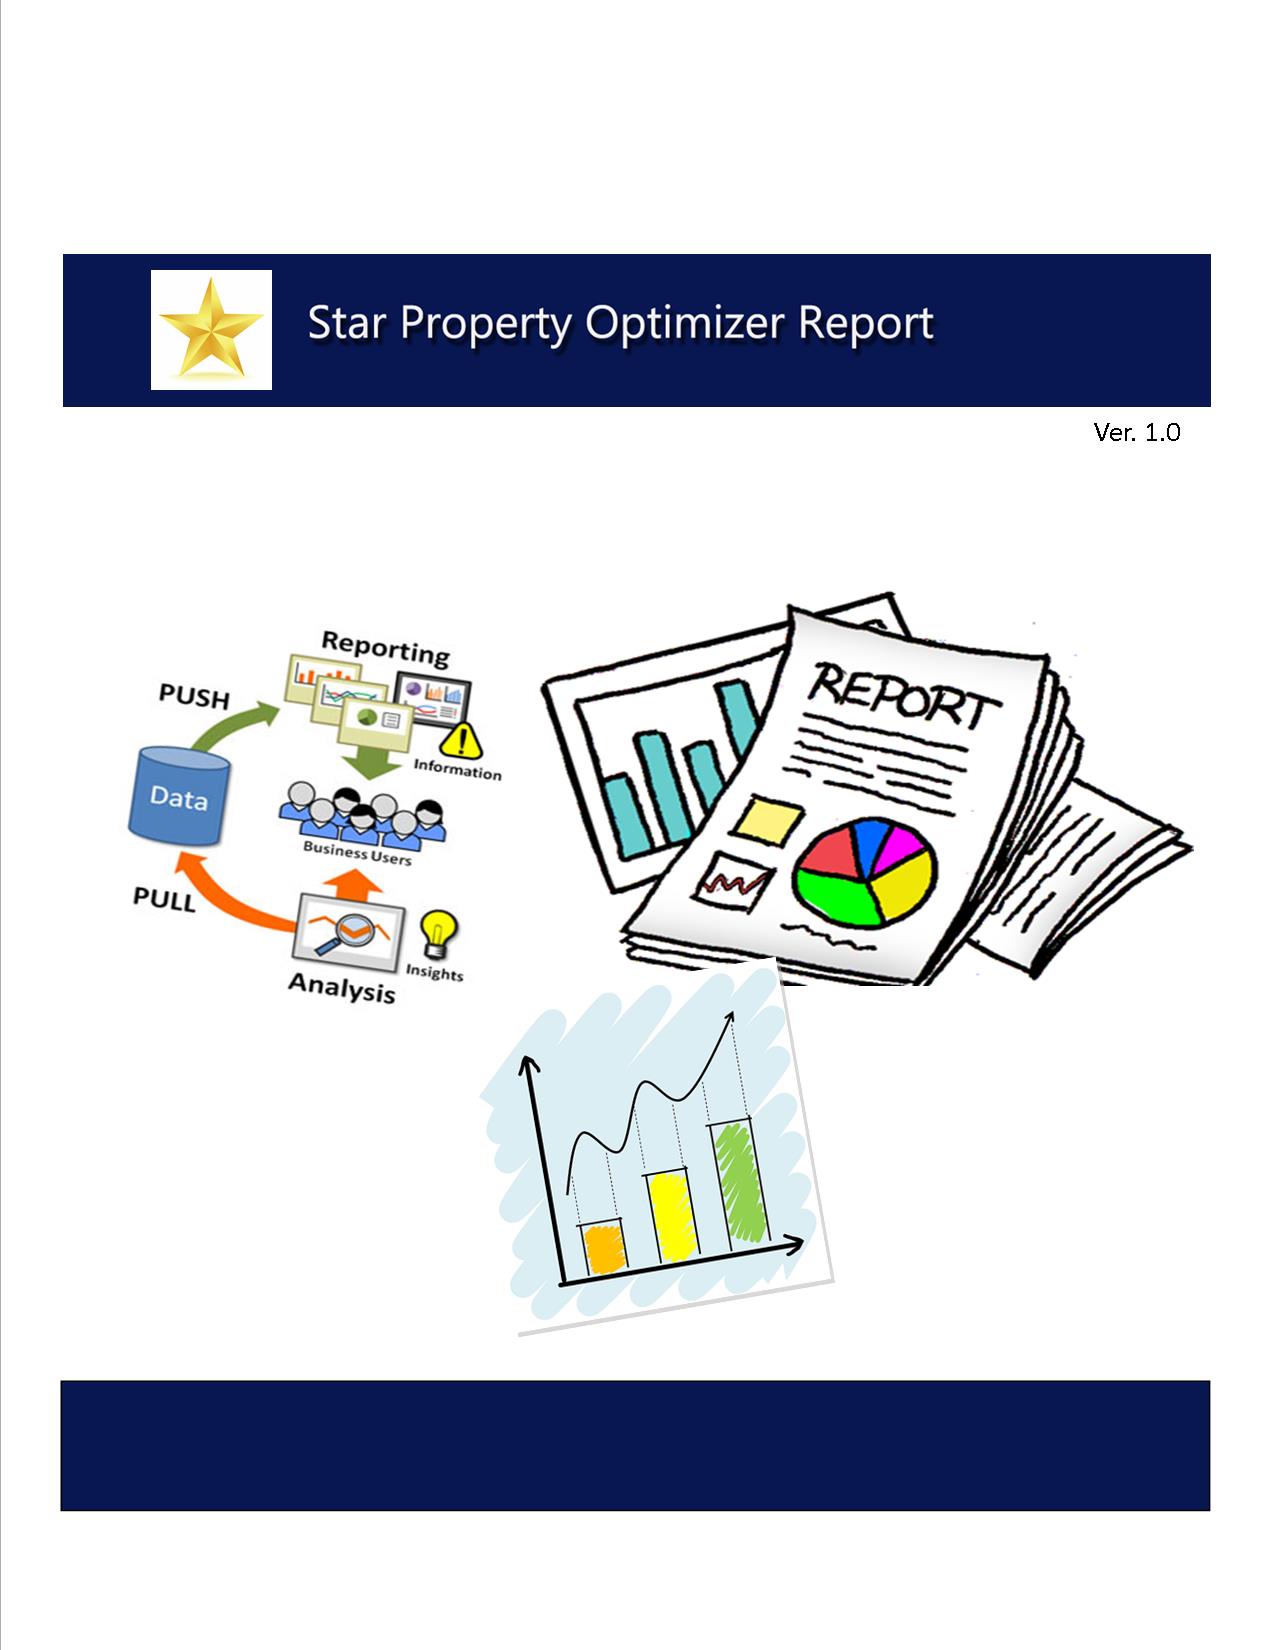 Star Property Optimizer Report
Ver. 1.0
Reporting
PUSH
Information
Data
Business Users
PULL
Insights
Analysis
REPORT